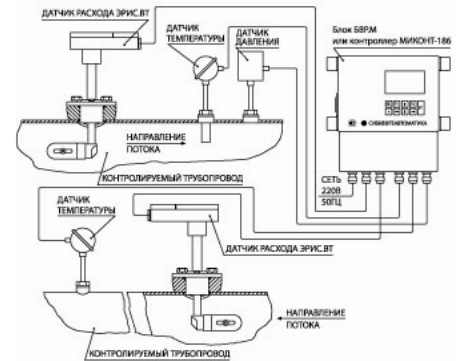 ДАТЧИК РАСХОДА ЭРИС.ВТ
ДАТЧИК
ТЕМПЕРАТУРЫ
ДАТЧИК
ДАВЛЕНИЯ
Блок БВР.М
или контроллер МИКОНТ-186
СИБНЕФТЕАВТОМАТИКА
НАПРАВЛЕНИЕ
ПОТОКА
СЕТЬ
220В
50ГЦ
КОНТРОЛИРУЕМЫЙ ТРУБОПРОВОД
ДАТЧИК
ТЕМПЕРАТУРЫ
ДАТЧИК РАСХОДА ЭРИС.ВТ
НАПРАВЛЕНИЕ
ПОТОКА
КОНТРОЛИРУЕМЫЙ ТРУБОПРОВОД